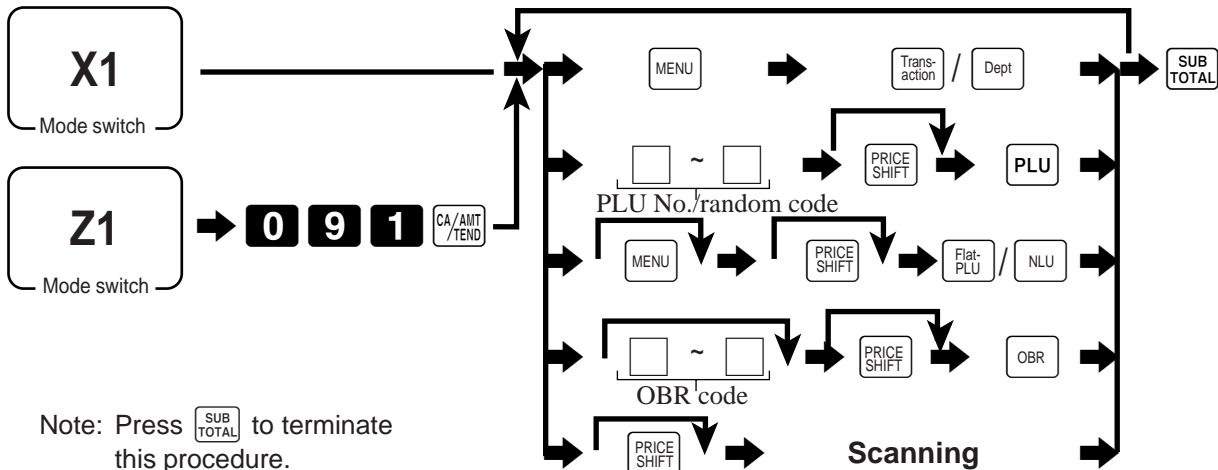 X1
Mode switch
MENU
Trans-
action / Dept
SUB
TOTAL
~
PRICE
SHIFT
PLU
PLU No./random code
Z1
Mode switch
0 9 1 CA/AMT
/TEND
MENU
PRICE
SHIFT
Flat-
PLU / NLU
~
PRICE
SHIFT
OBR
OBR code
Note: Press SUB
TOTAL to terminate
this procedure.
PRICE
SHIFT
Scanning